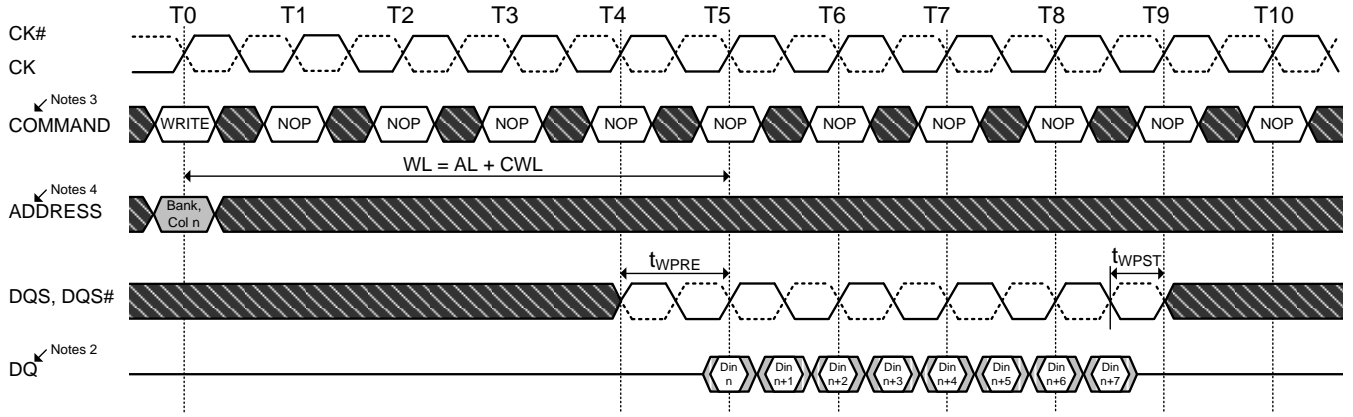 T0 T1 T2 T3 T4 T5 T6 T7 T8 T9 T10
CK#
CK
Notes 3
COMMAND WRITE NOP NOP NOP NOP NOP NOP NOP NOP NOP NOP
WL = AL + CWL
Notes 4
ADDRESS Bank,
Col n
tWPRE tWPST
DQS, DQS#
Notes 2
DQ Din Din Din Din Din Din Din Din
n n+1 n+2 n+3 n+4 n+5 n+6 n+7